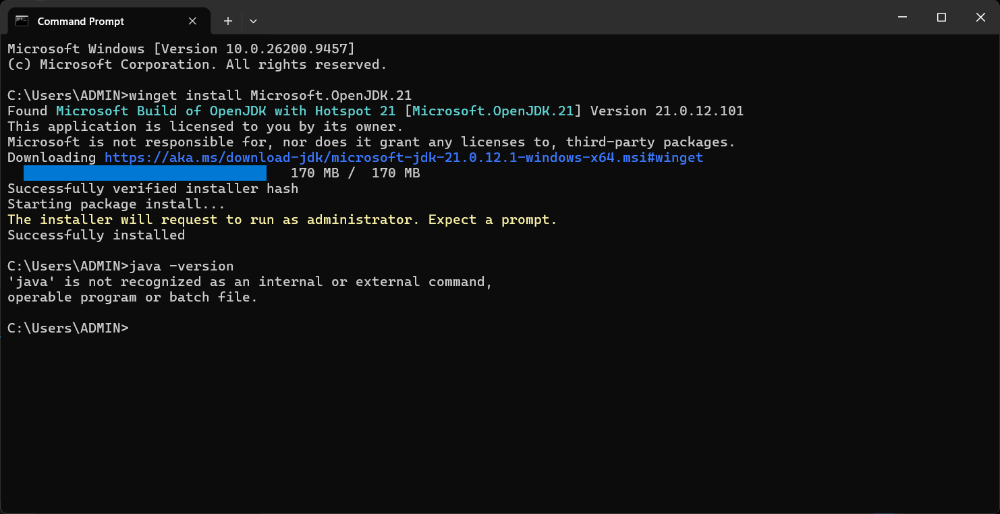 Command Prompt
Microsoft Windows [Version 10.0.26200.9457]
(c) Microsoft Corporation. All rights reserved.
C:\Users\ADMIN>winget install Microsoft.OpenJDK.21
Found Microsoft Build of OpenJDK with Hotspot 21 [Microsoft.OpenJDK.21] Version 21.0.12.101
This application is licensed to you by its owner.
Microsoft is not responsible for, nor does it grant any licenses to, third-party packages.
Downloading https://aka.ms/download-jdk/microsoft-jdk-21.0.12.1-windows-x64.msi#winget
170 MB / 170 MB
Successfully verified installer hash
Starting package install...
The installer will request to run as administrator. Expect a prompt.
Successfully installed
C:\Users\ADMIN>java -version
'java' is not recognized as an internal or external command,
operable program or batch file.
C:\Users\ADMIN>